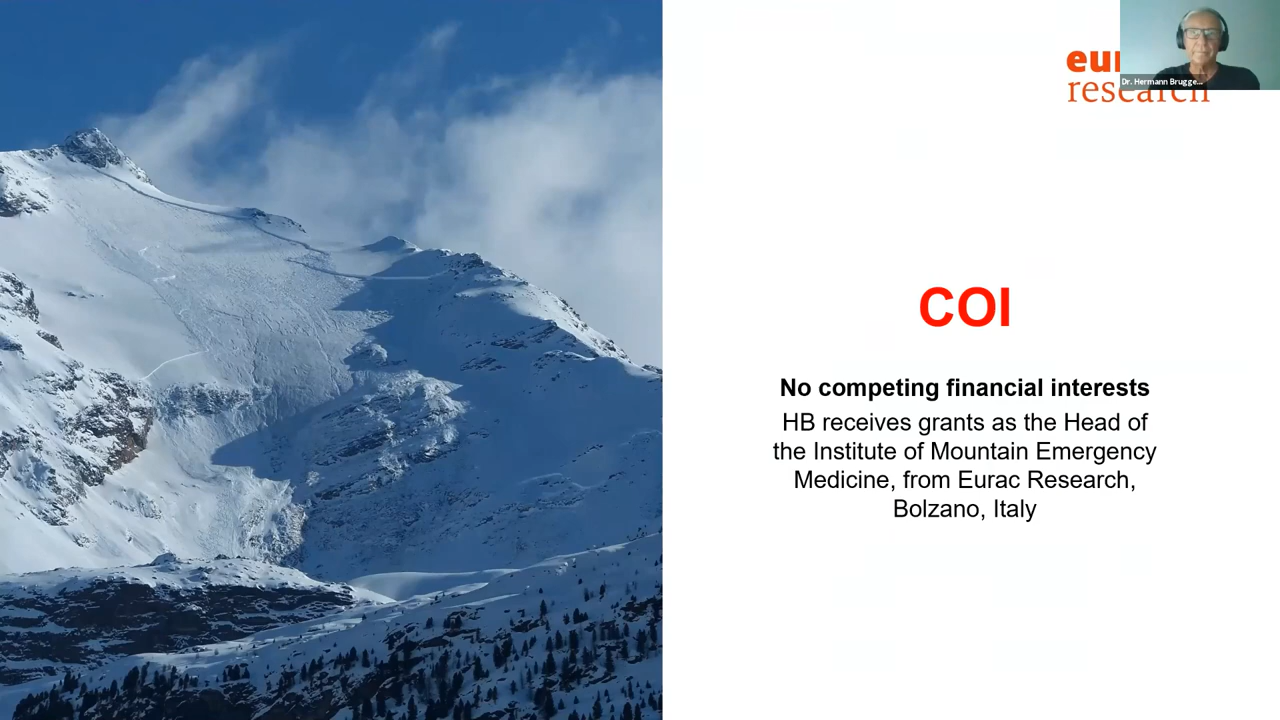 eur
research
Dr. Hermann Brugge...
COI
No competing financial interests
HB receives grants as the Head of
the Institute of Mountain Emergency
Medicine, from Eurac Research,
Bolzano, Italy